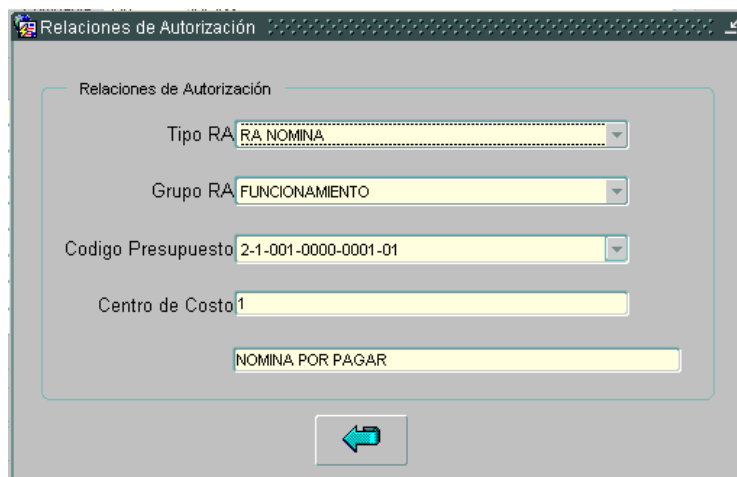 Relaciones de Autorización
Relaciones de Autorización
Tipo RA RA NOMINA
Grupo RA FUNCIONAMIENTO
Codigo Presupuesto 2-1-001-0000-0001-01
Centro de Costo 1
NOMINA POR PAGAR